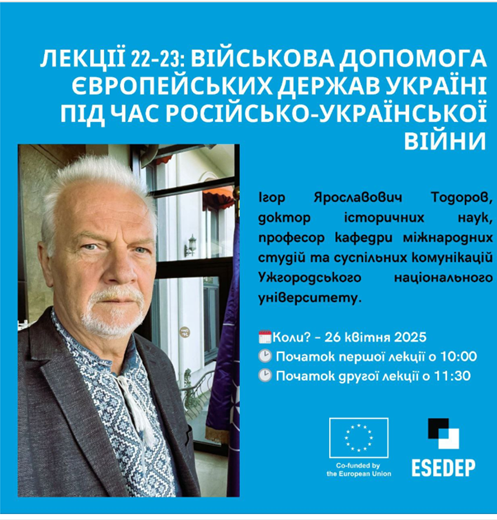 ЛЕКЦІЇ 22-23: ВІЙСЬКОВА ДОПОМОГА
ЄВРОПЕЙСЬКИХ ДЕРЖАВ УКРАЇНІ
ПІД ЧАС РОСІЙСЬКО-УКРАЇНСЬКОЇ
ВІЙНИ
Ігор Ярославович Тодоров,
доктор історичних наук,
професор кафедри міжнародних
студій та суспільних комунікацій
Ужгородського національного
університету.
Коли? – 26 квітня 2025
Початок першої лекції о 10:00
Початок другої лекції о 11:30
Co-funded by
the European Union
ESEDEP